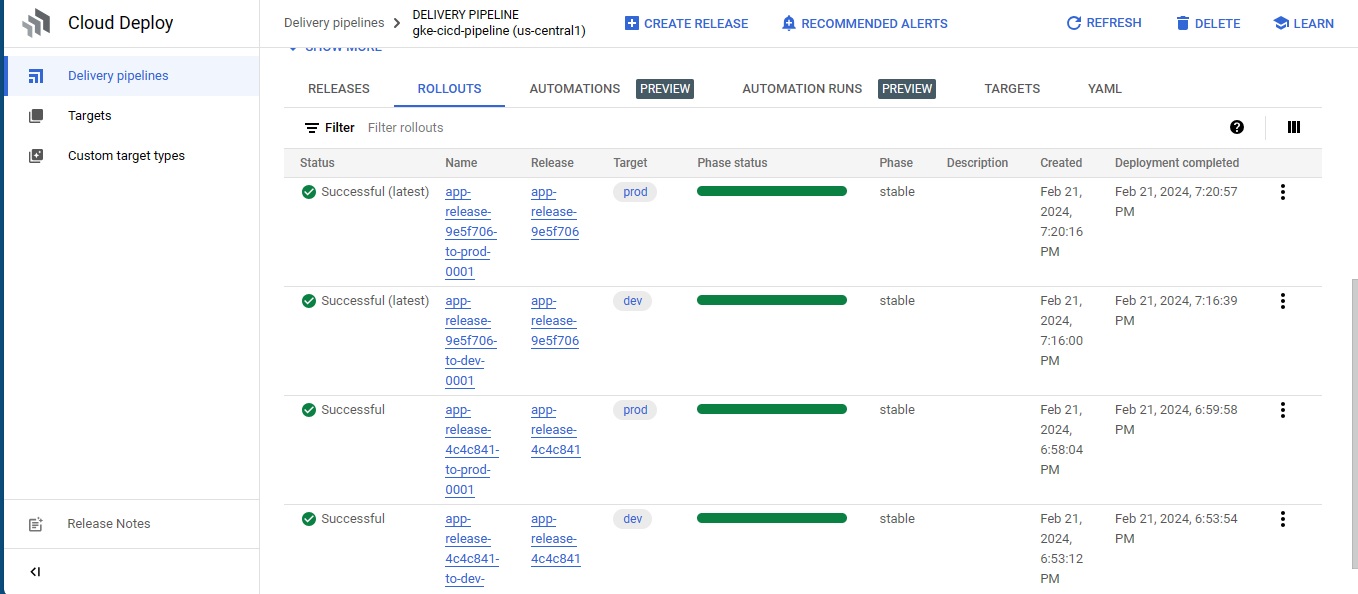 Cloud Deploy
Delivery pipelines
Targets
Custom target types
Release Notes
Delivery pipelines
DELIVERY PIPELINE
gke-cicd-pipeline (us-central1)
CREATE RELEASE
RECOMMENDED ALERTS
REFRESH
DELETE
LEARN
SHOW MORE
RELEASES
ROLLOUTS
AUTOMATIONS PREVIEW
AUTOMATION RUNS PREVIEW
TARGETS
YAML
Filter Filter rollouts
Status Name Release Target Phase status Phase Description Created Deployment completed
Successful (latest)
app-
release-
9e5f706-
to-prod-
0001
app-
release-
9e5f706
prod
stable
Feb 21,
2024,
7:20:16
PM
Feb 21, 2024, 7:20:57
PM
Successful (latest)
app-
release-
9e5f706-
to-dev-
0001
app-
release-
9e5f706
dev
stable
Feb 21,
2024,
7:16:00
PM
Feb 21, 2024, 7:16:39
PM
Successful
app-
release-
4c4c841-
to-prod-
0001
app-
release-
4c4c841
prod
stable
Feb 21,
2024,
6:58:04
PM
Feb 21, 2024, 6:59:58
PM
Successful
app-
release-
4c4c841-
to-dev-
app-
release-
4c4c841
dev
stable
Feb 21,
2024,
6:53:12
PM
Feb 21, 2024, 6:53:54
PM